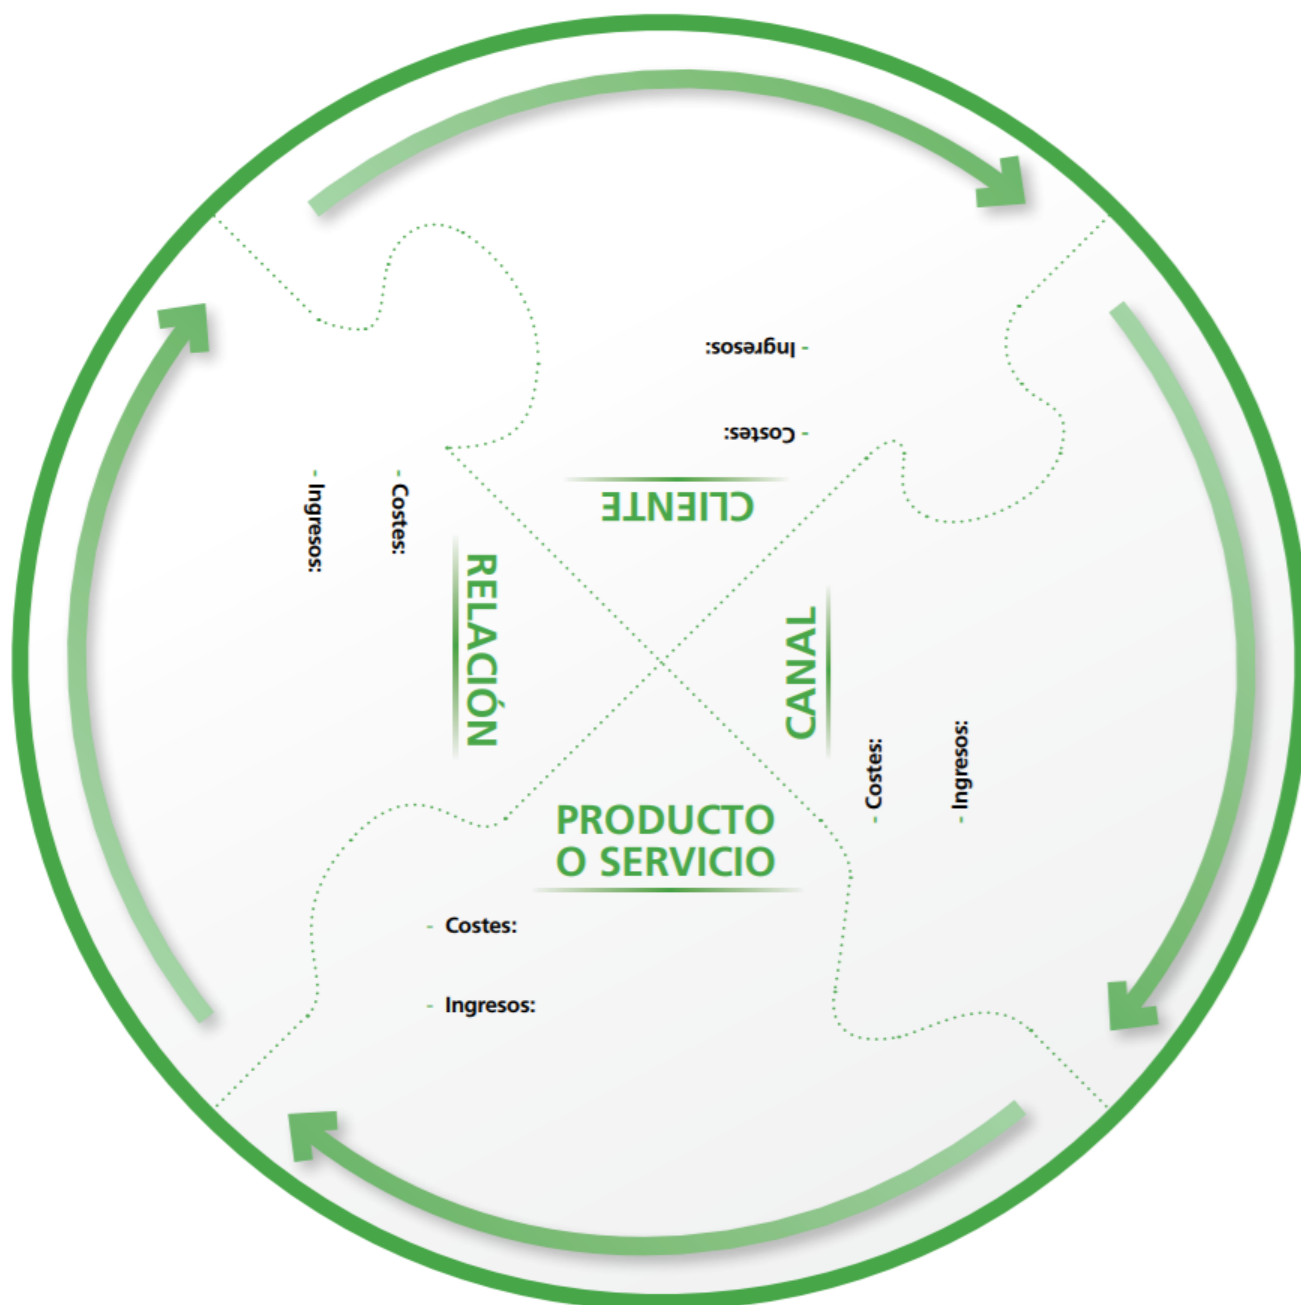 - Ingresos:
- Costes:
CLIENTE
- Ingresos:
- Costes:
RELACIÓN
CANAL
- Costes:
- Ingresos:
PRODUCTO
O SERVICIO
- Costes:
- Ingresos: